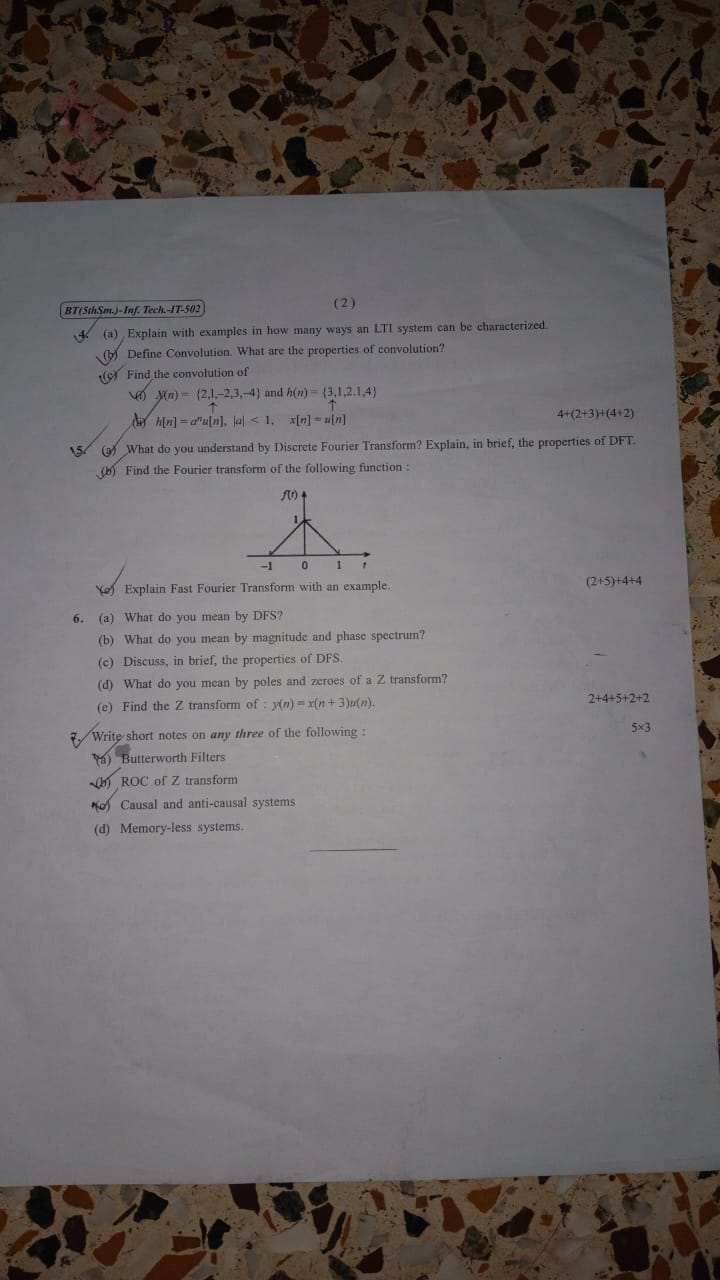 BT(5thSm.)-Inf. Tech.-IT-502
(2)
4. (a) Explain with examples in how many ways an LTI system can be characterized.
(b) Define Convolution. What are the properties of convolution?
(c) Find the convolution of
(i) X(n) = {2,1,–2,3,–4} and h(n) = {3,1,2.1,4}
↑ ↑
(ii) h[n] = aⁿu[n], |a| < 1, x[n] = u[n]
4+(2+3)+(4+2)
5. (a) What do you understand by Discrete Fourier Transform? Explain, in brief, the properties of DFT.
(b) Find the Fourier transform of the following function :
f(t)
1
–1 0 1 t
(c) Explain Fast Fourier Transform with an example.
(2+5)+4+4
6. (a) What do you mean by DFS?
(b) What do you mean by magnitude and phase spectrum?
(c) Discuss, in brief, the properties of DFS.
(d) What do you mean by poles and zeroes of a Z transform?
(e) Find the Z transform of : y(n) = x(n + 3)u(n).
2+4+5+2+2
7. Write short notes on any three of the following :
5×3
(a) Butterworth Filters
(b) ROC of Z transform
(c) Causal and anti-causal systems
(d) Memory-less systems.